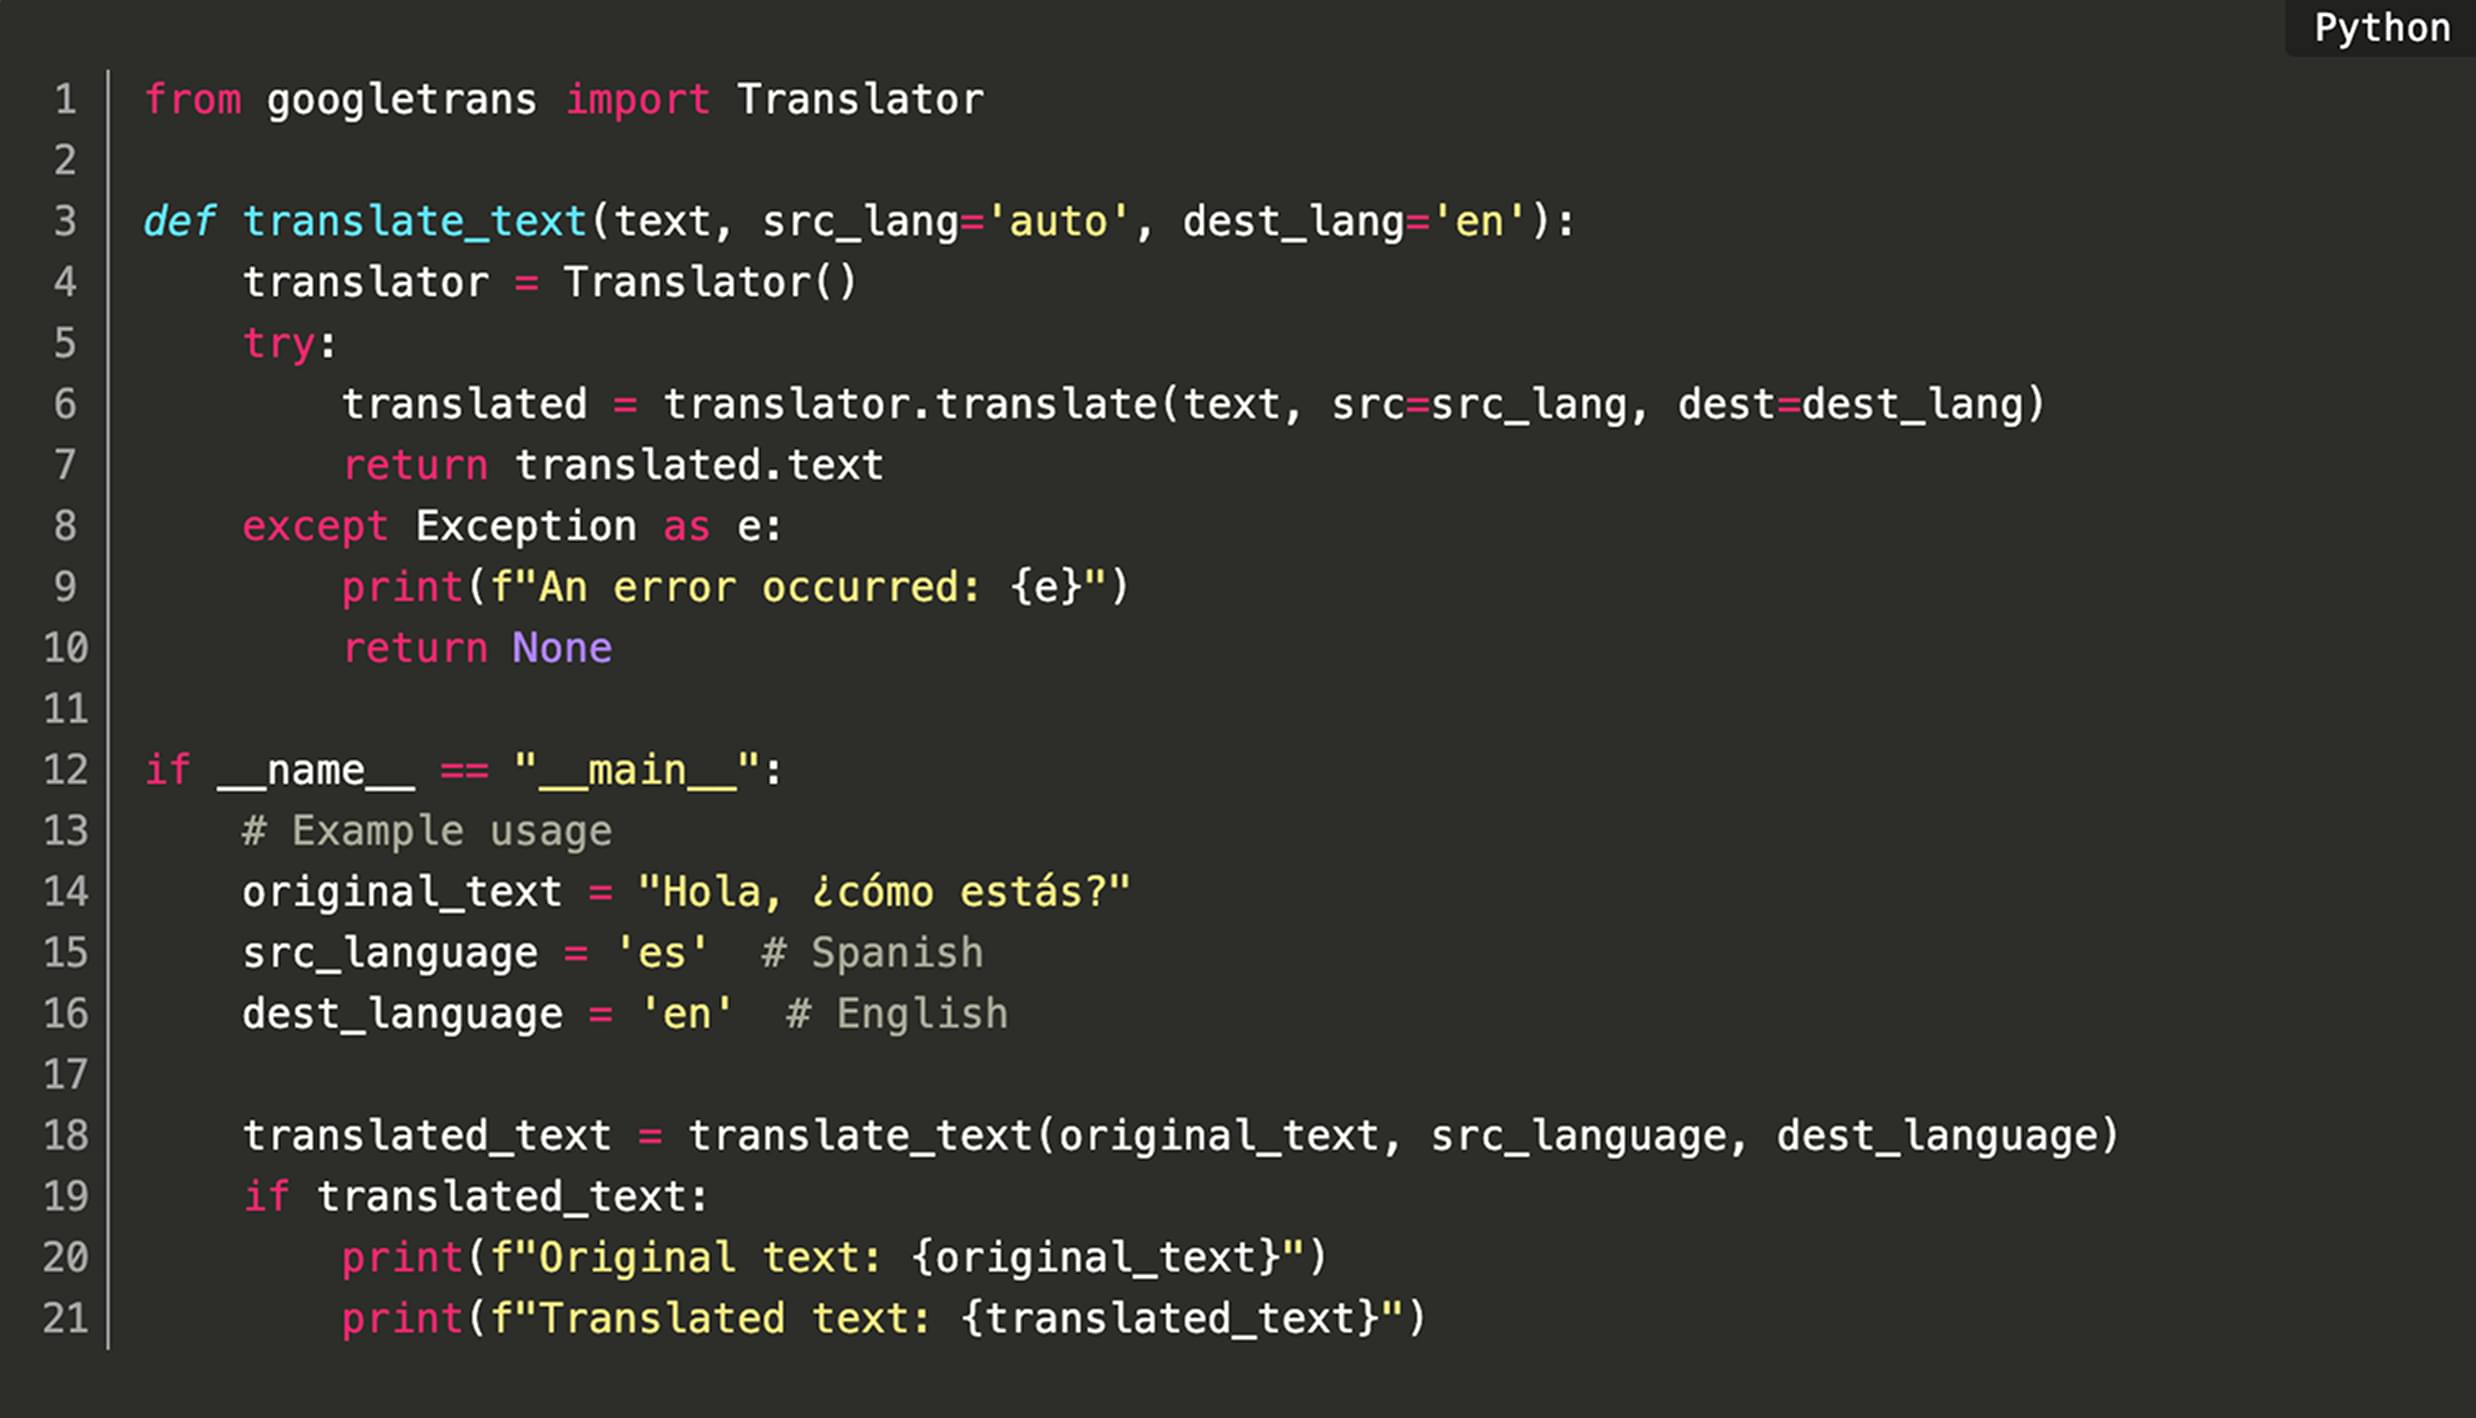 Python
1 from googletrans import Translator
2
3 def translate_text(text, src_lang='auto', dest_lang='en'):
4     translator = Translator()
5     try:
6         translated = translator.translate(text, src=src_lang, dest=dest_lang)
7         return translated.text
8     except Exception as e:
9         print(f"An error occurred: {e}")
10         return None
11
12 if __name__ == "__main__":
13     # Example usage
14     original_text = "Hola, ¿cómo estás?"
15     src_language = 'es'  # Spanish
16     dest_language = 'en'  # English
17
18     translated_text = translate_text(original_text, src_language, dest_language)
19     if translated_text:
20         print(f"Original text: {original_text}")
21         print(f"Translated text: {translated_text}")